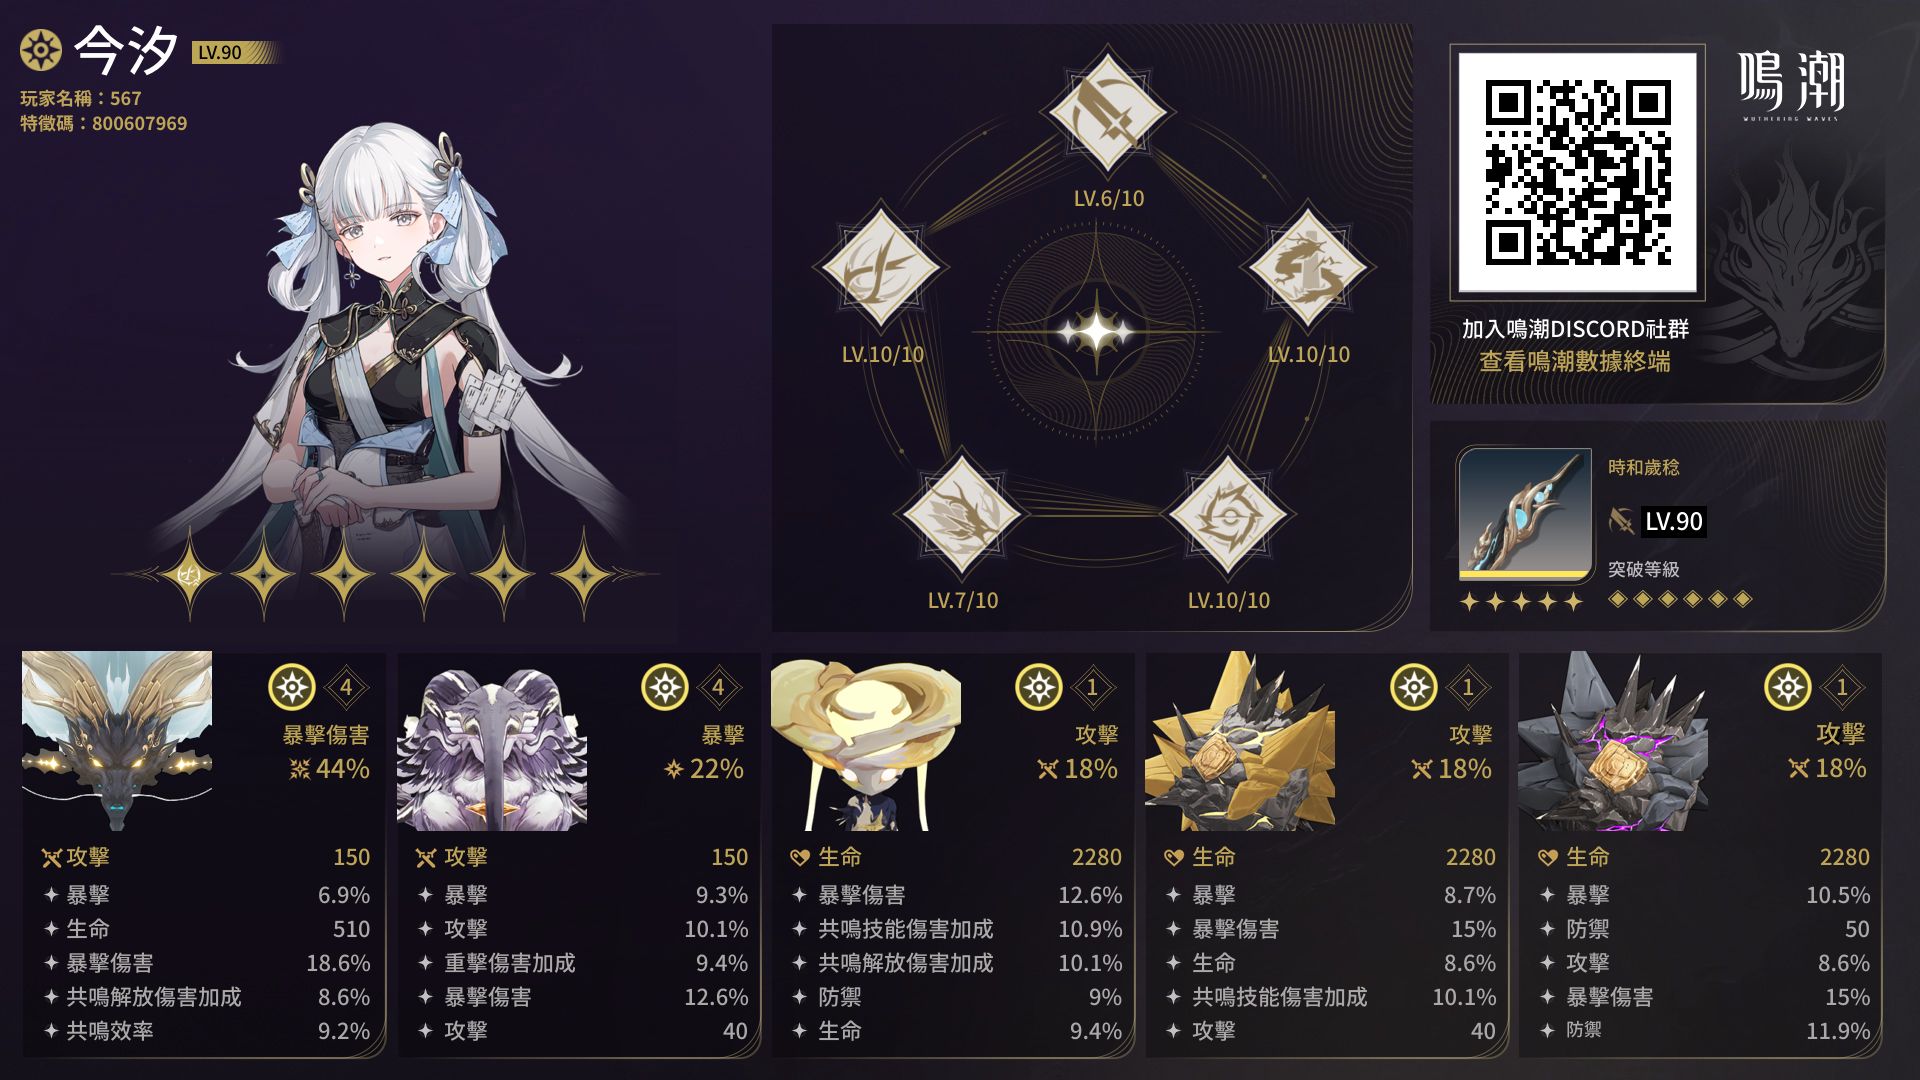 今汐 LV.90
玩家名稱：567
特徵碼：800607969
LV.6/10
LV.10/10
LV.10/10
LV.7/10
LV.10/10
鳴潮
WUTHERING WAVES
加入鳴潮DISCORD社群
查看鳴潮數據終端
時和歲稔
LV.90
突破等級
4
暴擊傷害
44%
攻擊 150
暴擊 6.9%
生命 510
暴擊傷害 18.6%
共鳴解放傷害加成 8.6%
共鳴效率 9.2%
4
暴擊
22%
攻擊 150
暴擊 9.3%
攻擊 10.1%
重擊傷害加成 9.4%
暴擊傷害 12.6%
攻擊 40
1
攻擊
18%
生命 2280
暴擊傷害 12.6%
共鳴技能傷害加成 10.9%
共鳴解放傷害加成 10.1%
防禦 9%
生命 9.4%
1
攻擊
18%
生命 2280
暴擊 8.7%
暴擊傷害 15%
生命 8.6%
共鳴技能傷害加成 10.1%
攻擊 40
1
攻擊
18%
生命 2280
暴擊 10.5%
防禦 50
攻擊 8.6%
暴擊傷害 15%
防禦 11.9%